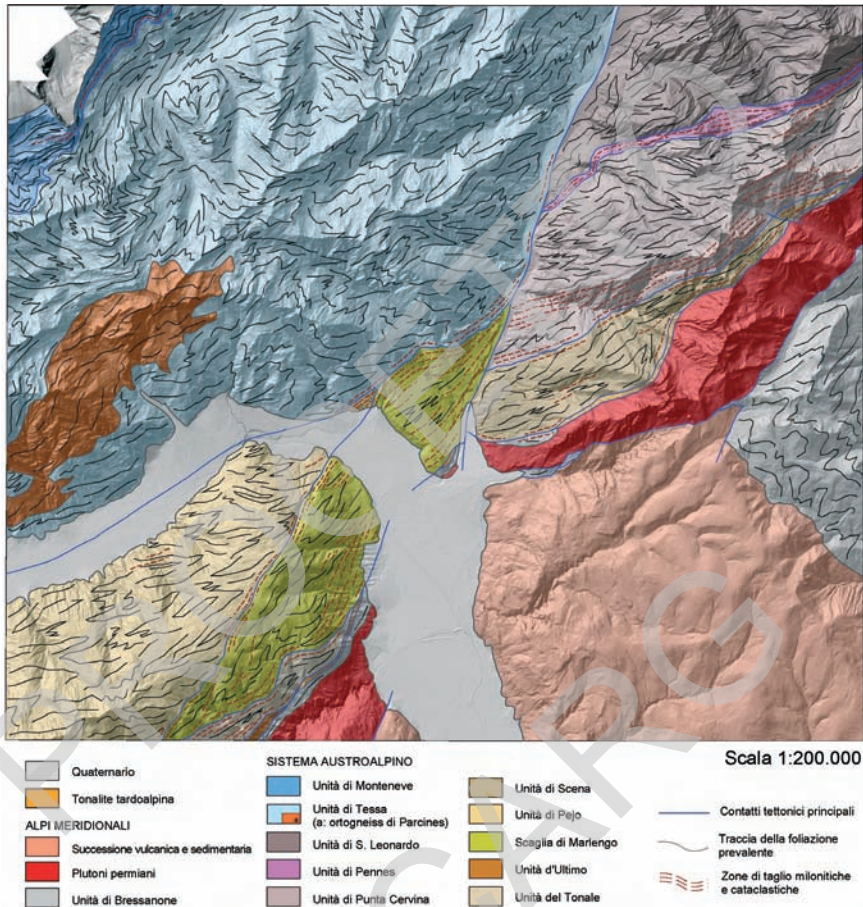 Scala 1:200.000
Quaternario
Tonalite tardoalpina
ALPI MERIDIONALI
Successione vulcanica e sedimentaria
Plutoni permiani
Unità di Bressanone
SISTEMA AUSTROALPINO
Unità di Monteneve
Unità di Tessa
(a: ortogneiss di Parcines)
a
Unità di S. Leonardo
Unità di Pennes
Unità di Punta Cervina
Unità di Scena
Unità di Pejo
Scaglia di Marlengo
Unità d'Ultimo
Unità del Tonale
Contatti tettonici principali
Traccia della foliazione
prevalente
Zone di taglio milonitiche
e cataclastiche
PROGETTO
CARG